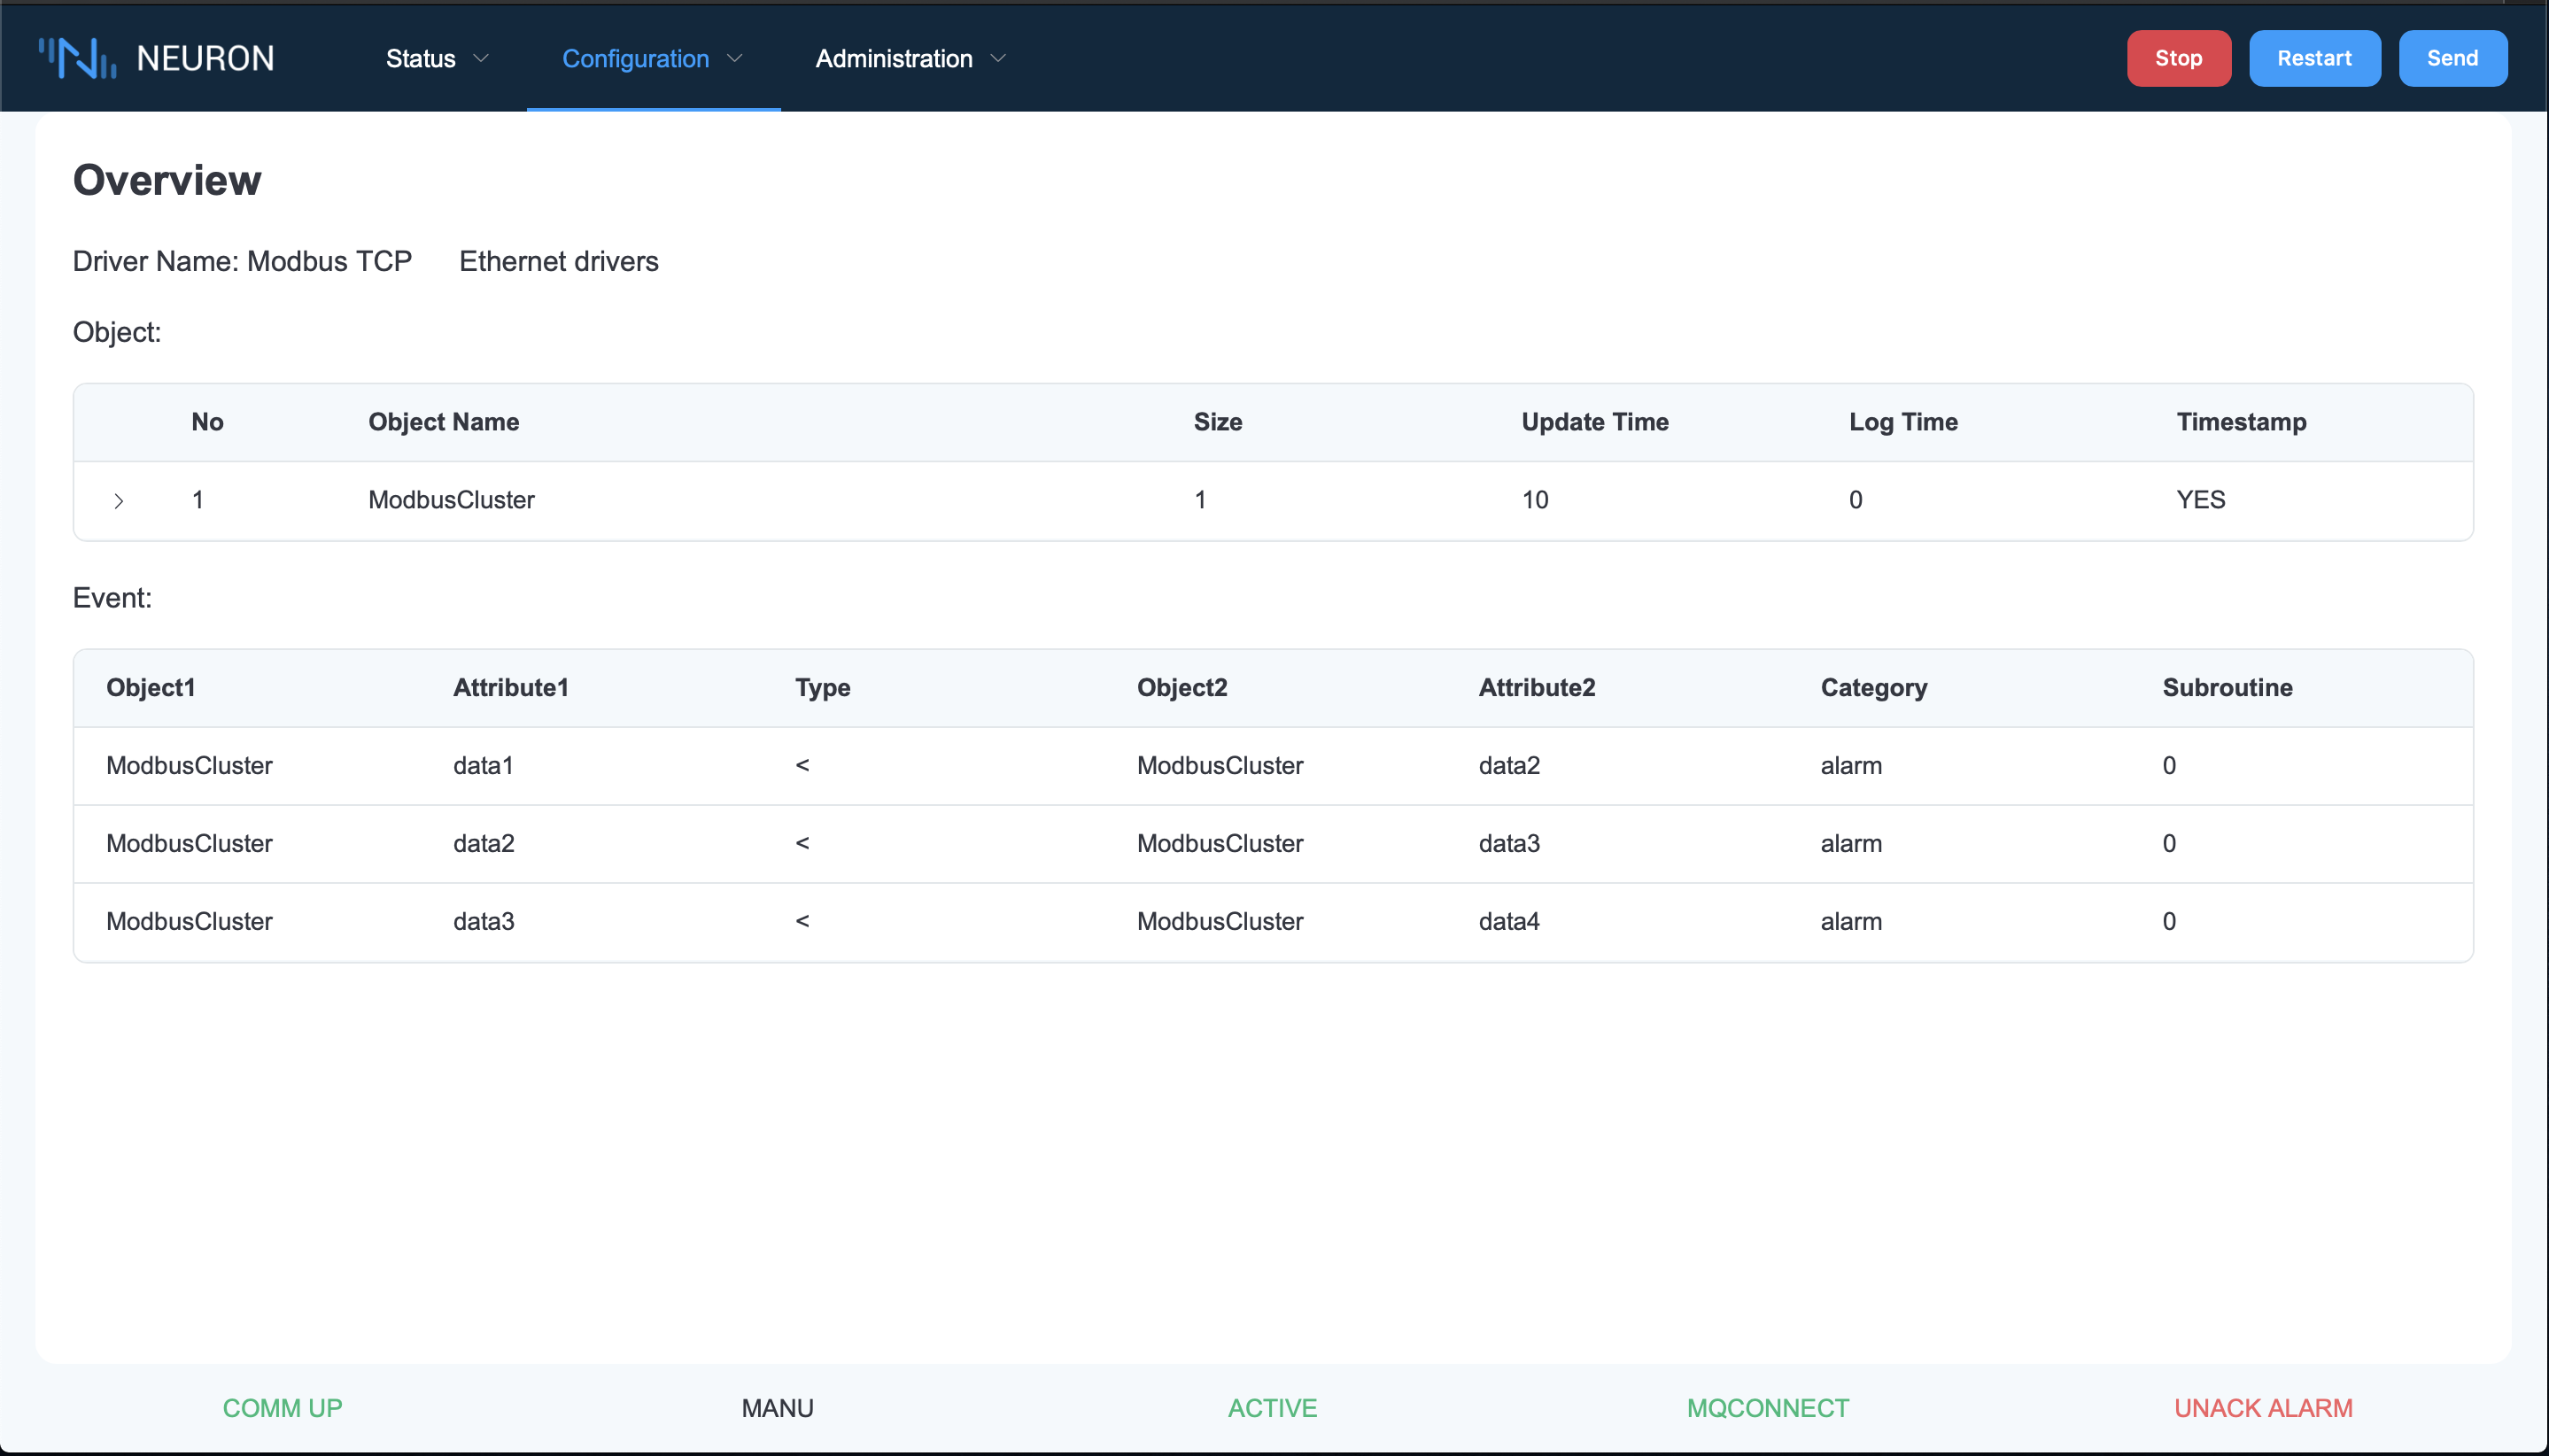 NEURON Status Configuration Administration Stop Restart Send
Overview
Driver Name: Modbus TCP Ethernet drivers
Object:
No Object Name Size Update Time Log Time Timestamp
1 ModbusCluster 1 10 0 YES
Event:
Object1 Attribute1 Type Object2 Attribute2 Category Subroutine
ModbusCluster data1 < ModbusCluster data2 alarm 0
ModbusCluster data2 < ModbusCluster data3 alarm 0
ModbusCluster data3 < ModbusCluster data4 alarm 0
COMM UP MANU ACTIVE MQCONNECT UNACK ALARM